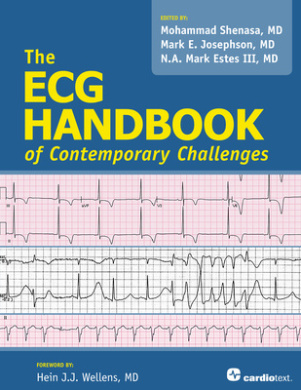 EDITED BY:
Mohammad Shenasa, MD
Mark E. Josephson, MD
N.A. Mark Estes III, MD
The
ECG
HANDBOOK
of Contemporary Challenges
FOREWORD BY:
Hein J.J. Wellens, MD
cardiotext.